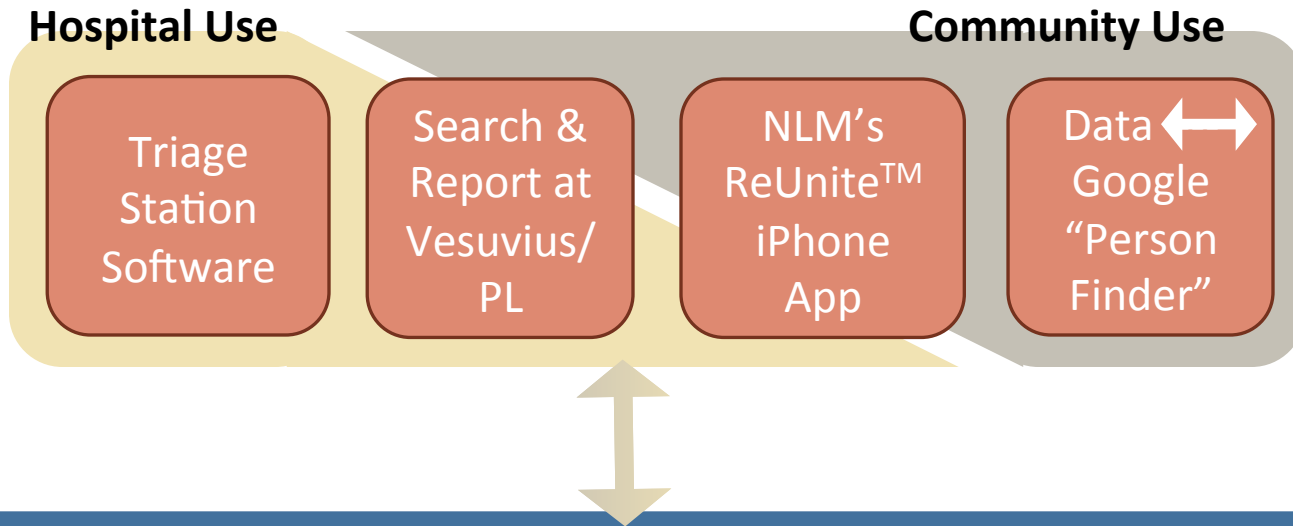 Hospital Use
Community Use
Triage
Station
Software
Search &
Report at
Vesuvius/
PL
NLM’s
ReUnite™
iPhone
App
Data
Google
“Person
Finder”